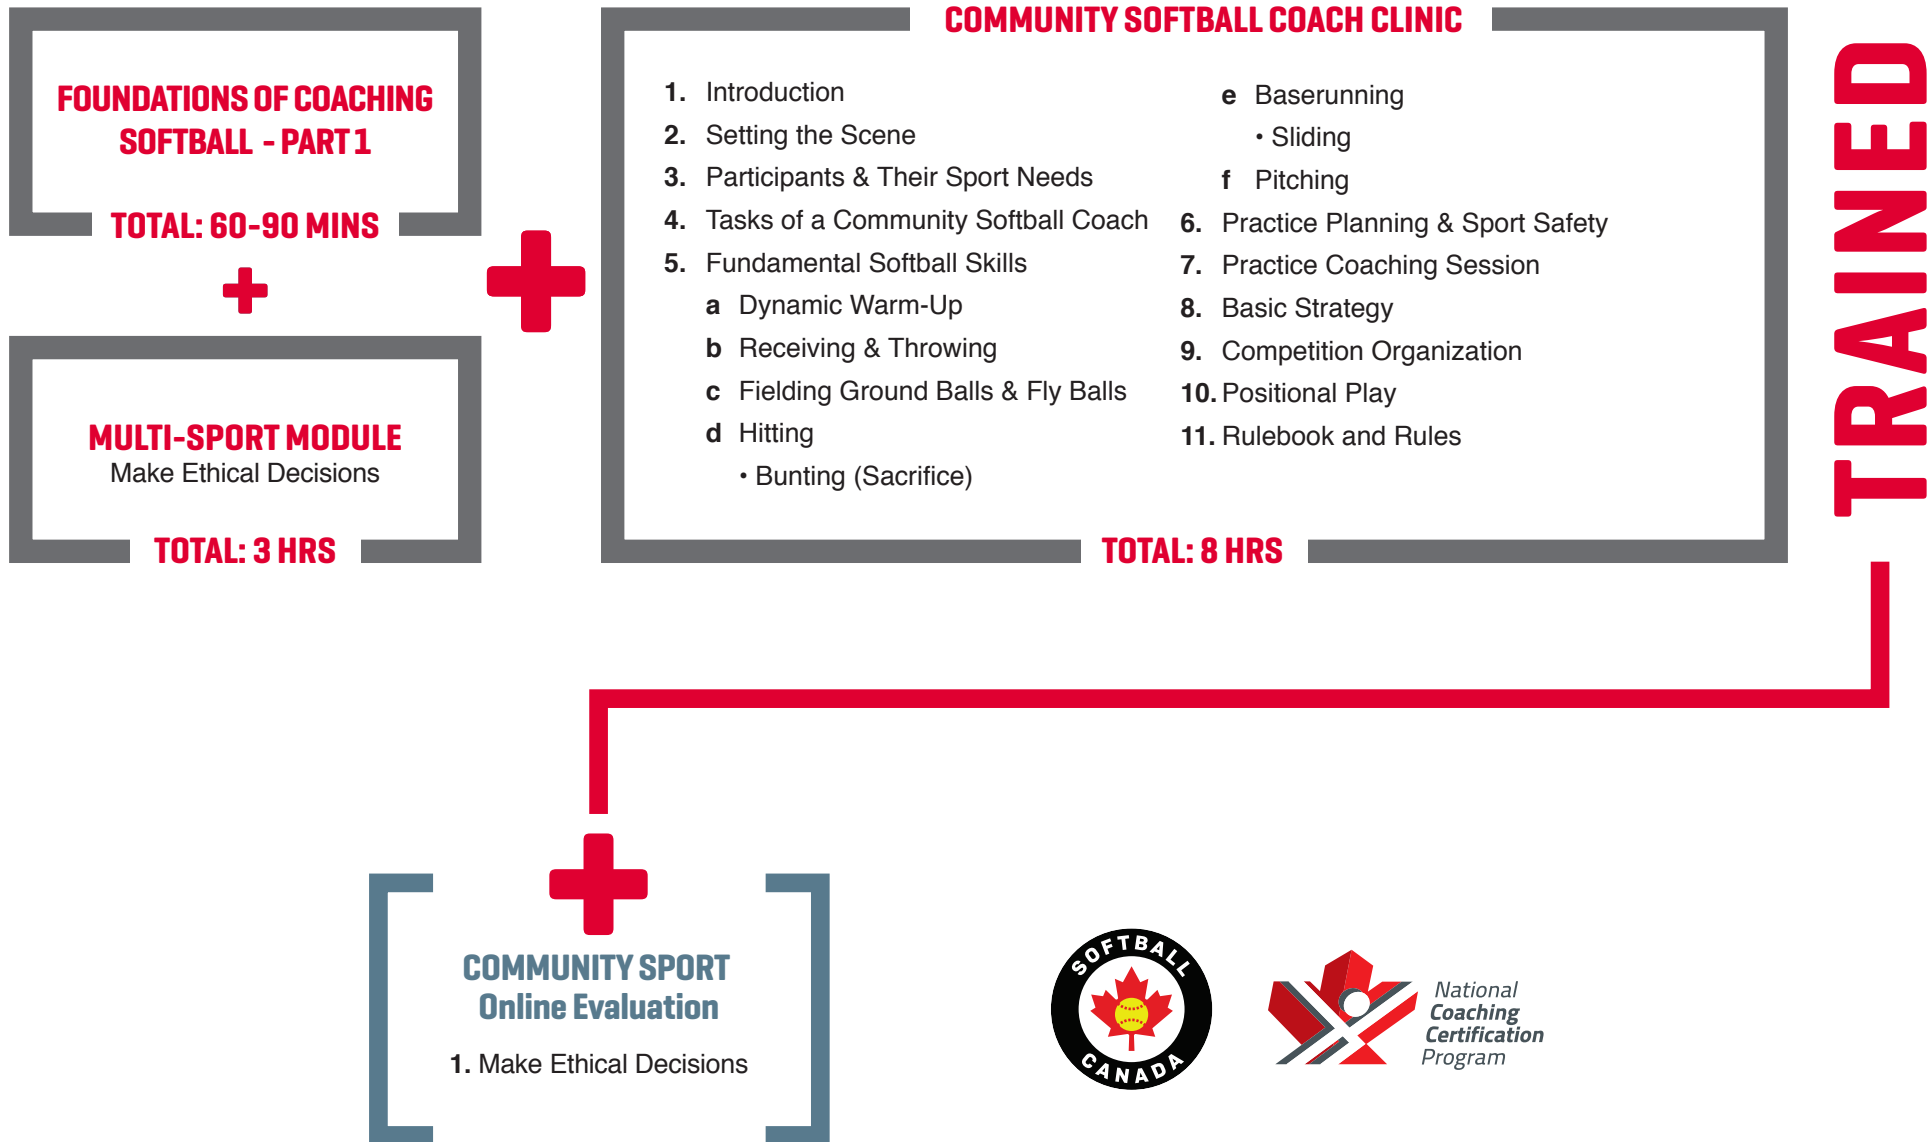 FOUNDATIONS OF COACHING
SOFTBALL - PART 1
TOTAL: 60-90 MINS
MULTI-SPORT MODULE
Make Ethical Decisions
TOTAL: 3 HRS
COMMUNITY SOFTBALL COACH CLINIC
1. Introduction
2. Setting the Scene
3. Participants & Their Sport Needs
4. Tasks of a Community Softball Coach
5. Fundamental Softball Skills
a Dynamic Warm-Up
b Receiving & Throwing
c Fielding Ground Balls & Fly Balls
d Hitting
• Bunting (Sacrifice)
e Baserunning
• Sliding
f Pitching
6. Practice Planning & Sport Safety
7. Practice Coaching Session
8. Basic Strategy
9. Competition Organization
10. Positional Play
11. Rulebook and Rules
TOTAL: 8 HRS
TRAINED
COMMUNITY SPORT
Online Evaluation
1. Make Ethical Decisions
SOFTBALL
CANADA
National
Coaching
Certification
Program